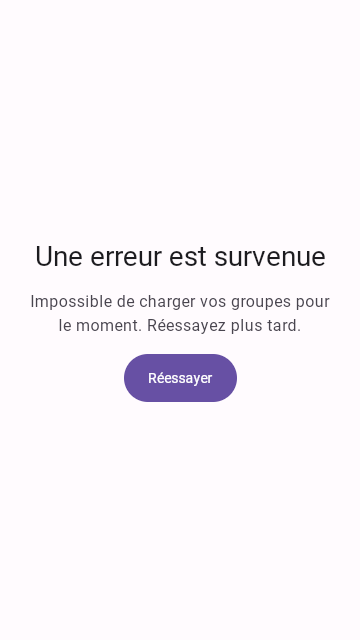 Une erreur est survenue
Impossible de charger vos groupes pour
le moment. Réessayez plus tard.
Réessayer